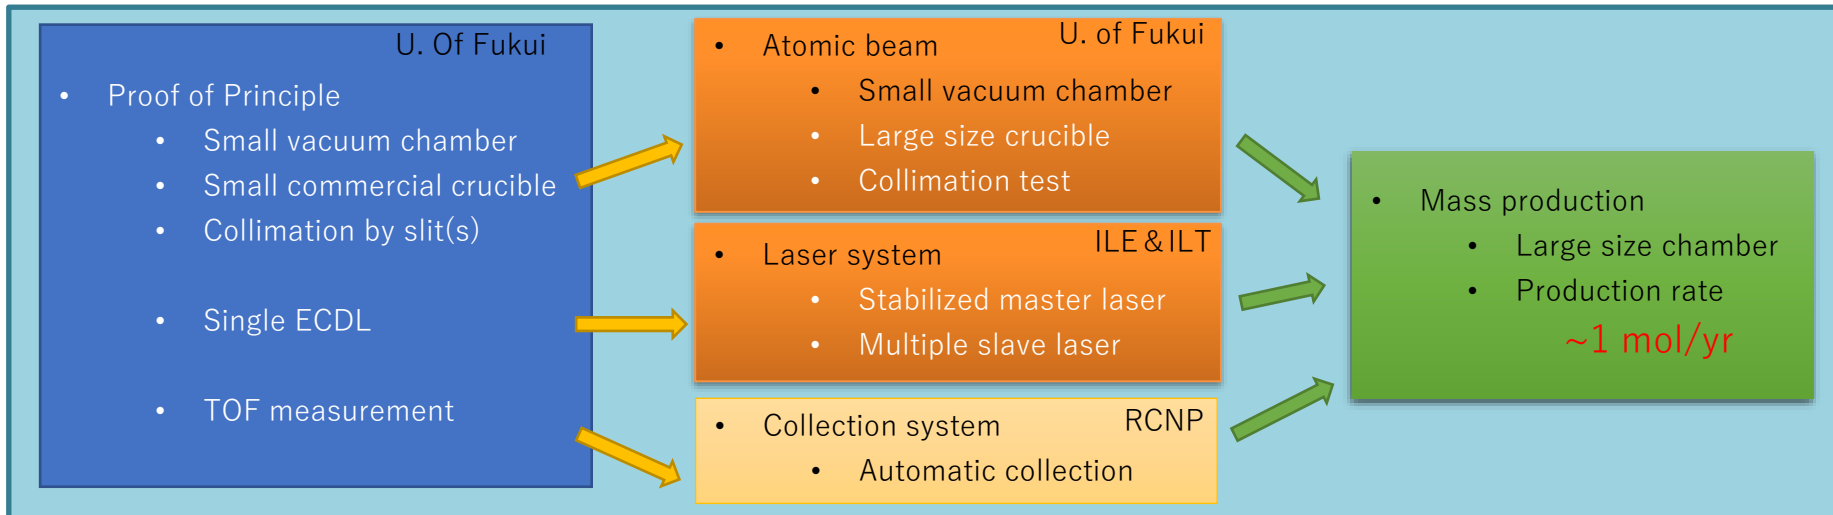 U. Of Fukui
• Proof of Principle
• Small vacuum chamber
• Small commercial crucible
• Collimation by slit(s)
• Single ECDL
• TOF measurement
U. of Fukui
• Atomic beam
• Small vacuum chamber
• Large size crucible
• Collimation test
ILE&ILT
• Laser system
• Stabilized master laser
• Multiple slave laser
RCNP
• Collection system
• Automatic collection
• Mass production
• Large size chamber
• Production rate
~1 mol/yr